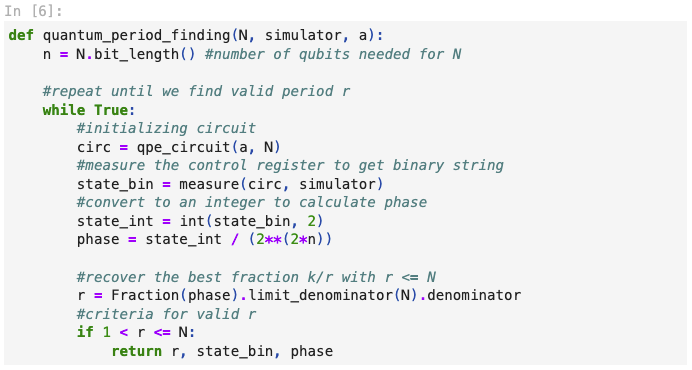 In [6]:
def quantum_period_finding(N, simulator, a):
    n = N.bit_length() #number of qubits needed for N

    #repeat until we find valid period r
    while True:
        #initializing circuit
        circ = qpe_circuit(a, N)
        #measure the control register to get binary string
        state_bin = measure(circ, simulator)
        #convert to an integer to calculate phase
        state_int = int(state_bin, 2)
        phase = state_int / (2**(2*n))

        #recover the best fraction k/r with r <= N
        r = Fraction(phase).limit_denominator(N).denominator
        #criteria for valid r
        if 1 < r <= N:
            return r, state_bin, phase